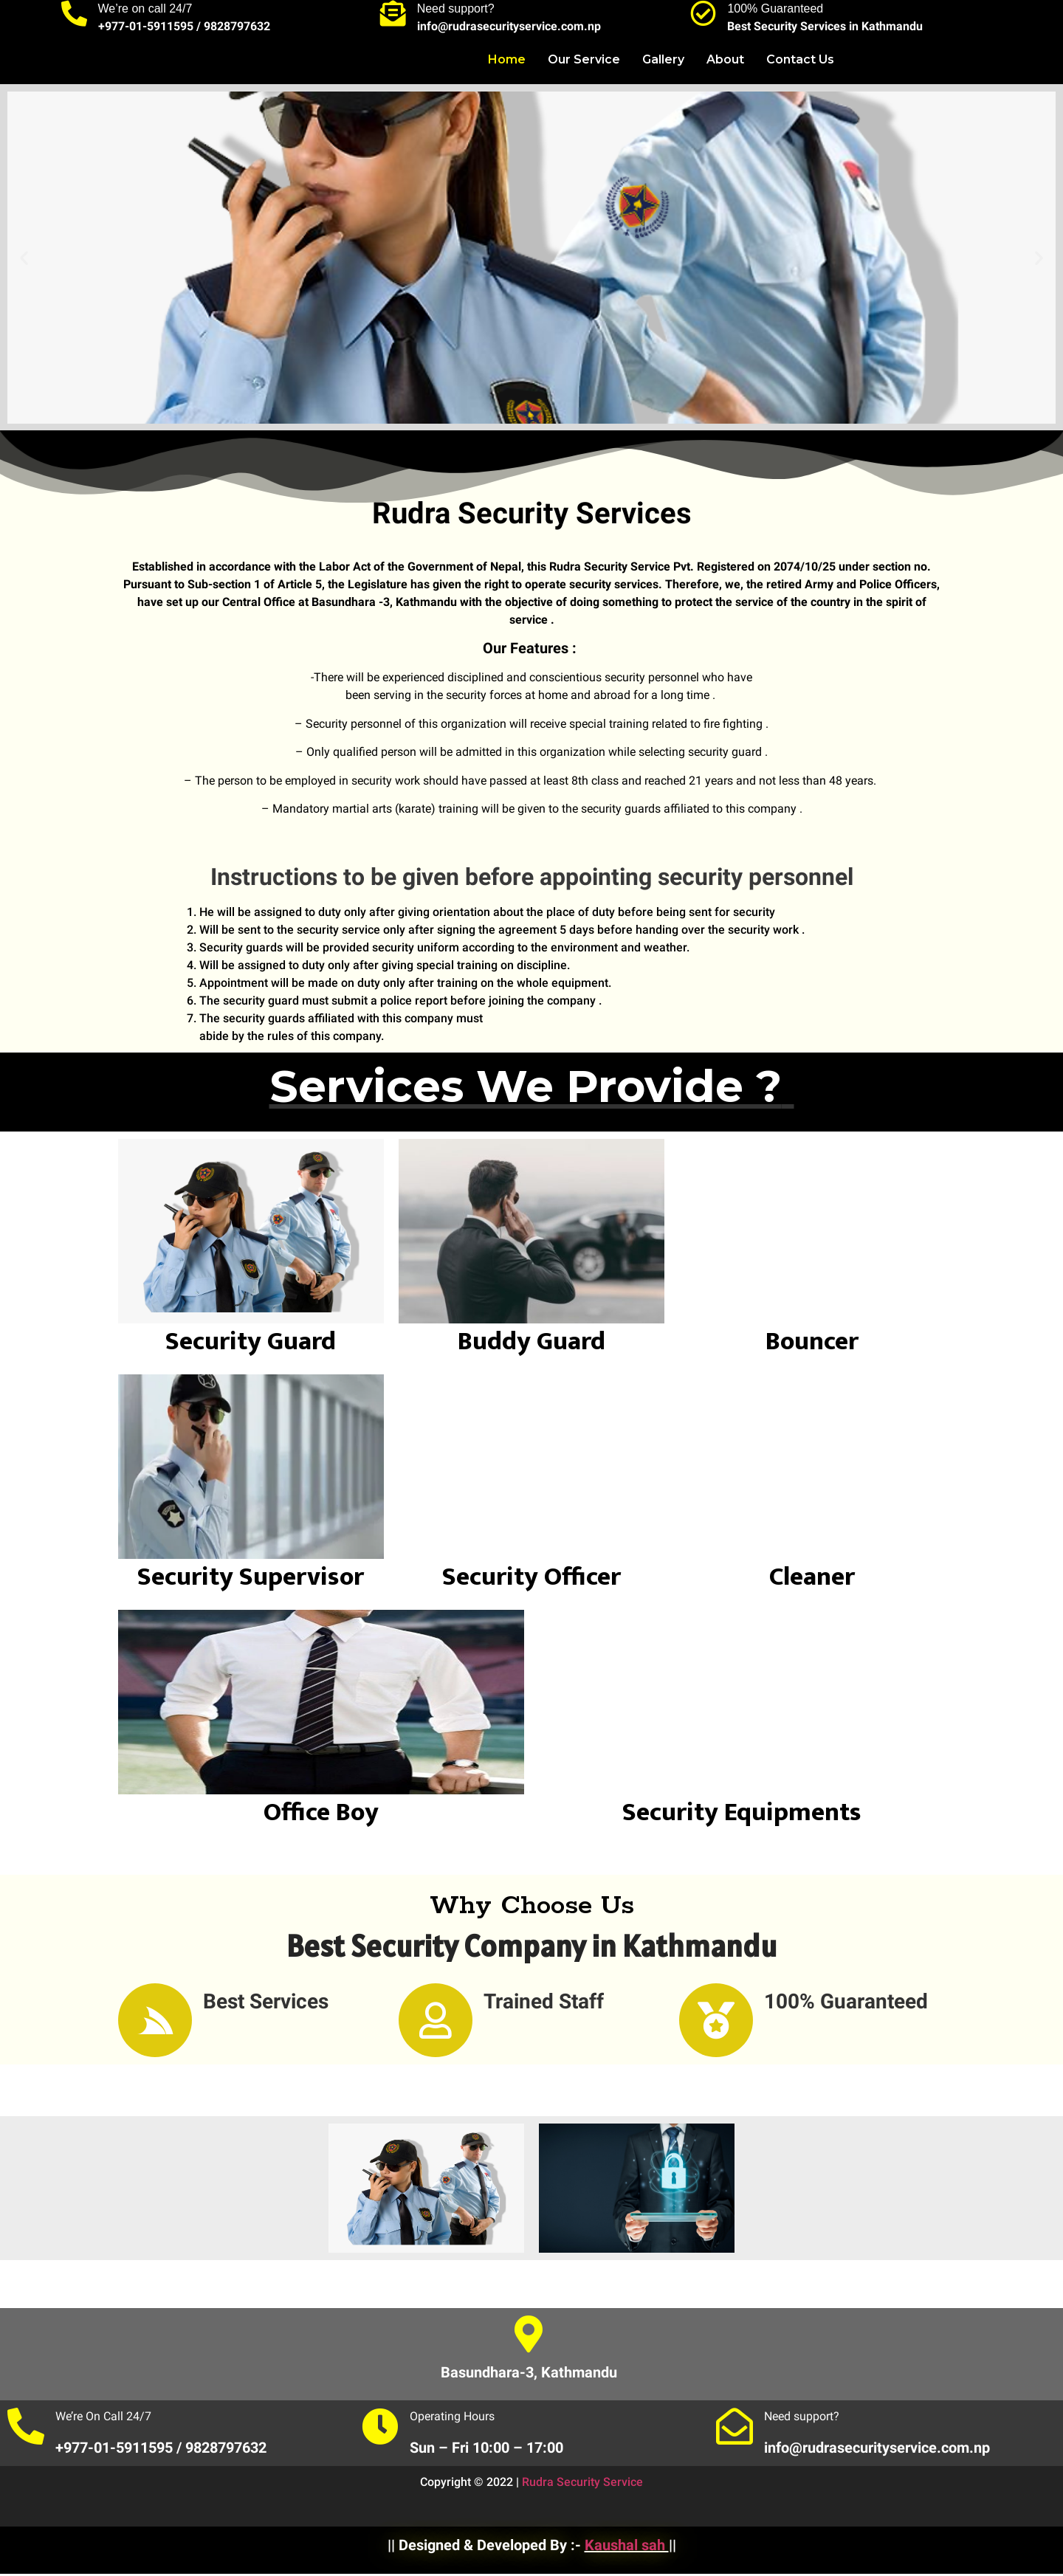 We're on call 24/7
+977-01-5911595 / 9828797632
Need support?
info@rudrasecurityservice.com.np
100% Guaranteed
Best Security Services in Kathmandu
Home Our Service Gallery About Contact Us
Rudra Security Services
Established in accordance with the Labor Act of the Government of Nepal, this Rudra Security Service Pvt. Registered on 2074/10/25 under section no.
Pursuant to Sub-section 1 of Article 5, the Legislature has given the right to operate security services. Therefore, we, the retired Army and Police Officers,
have set up our Central Office at Basundhara -3, Kathmandu with the objective of doing something to protect the service of the country in the spirit of
service .
Our Features :
-There will be experienced disciplined and conscientious security personnel who have
been serving in the security forces at home and abroad for a long time .
– Security personnel of this organization will receive special training related to fire fighting .
– Only qualified person will be admitted in this organization while selecting security guard .
– The person to be employed in security work should have passed at least 8th class and reached 21 years and not less than 48 years.
– Mandatory martial arts (karate) training will be given to the security guards affiliated to this company .
Instructions to be given before appointing security personnel
1. He will be assigned to duty only after giving orientation about the place of duty before being sent for security
2. Will be sent to the security service only after signing the agreement 5 days before handing over the security work .
3. Security guards will be provided security uniform according to the environment and weather.
4. Will be assigned to duty only after giving special training on discipline.
5. Appointment will be made on duty only after training on the whole equipment.
6. The security guard must submit a police report before joining the company .
7. The security guards affiliated with this company must
abide by the rules of this company.
Services We Provide ?
Security Guard
Buddy Guard
Bouncer
Security Supervisor
Security Officer
Cleaner
Office Boy
Security Equipments
Why Choose Us
Best Security Company in Kathmandu
Best Services
Trained Staff
100% Guaranteed
Basundhara-3, Kathmandu
We're On Call 24/7
+977-01-5911595 / 9828797632
Operating Hours
Sun – Fri 10:00 – 17:00
Need support?
info@rudrasecurityservice.com.np
Copyright © 2022 | Rudra Security Service
|| Designed & Developed By :- Kaushal sah ||